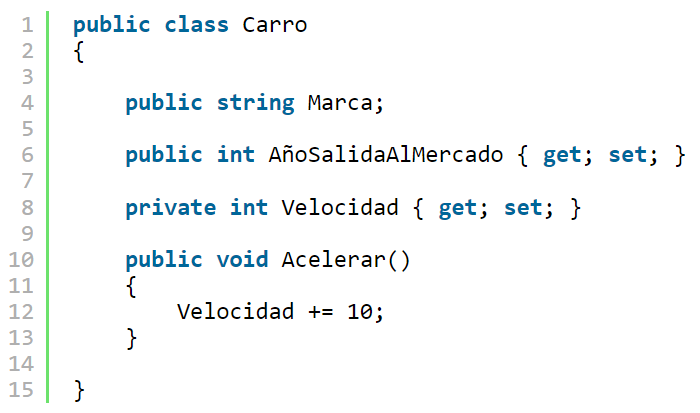 1 public class Carro
2 {
3
4     public string Marca;
5
6     public int AñoSalidaAlMercado { get; set; }
7
8     private int Velocidad { get; set; }
9
10     public void Acelerar()
11     {
12         Velocidad += 10;
13     }
14
15 }